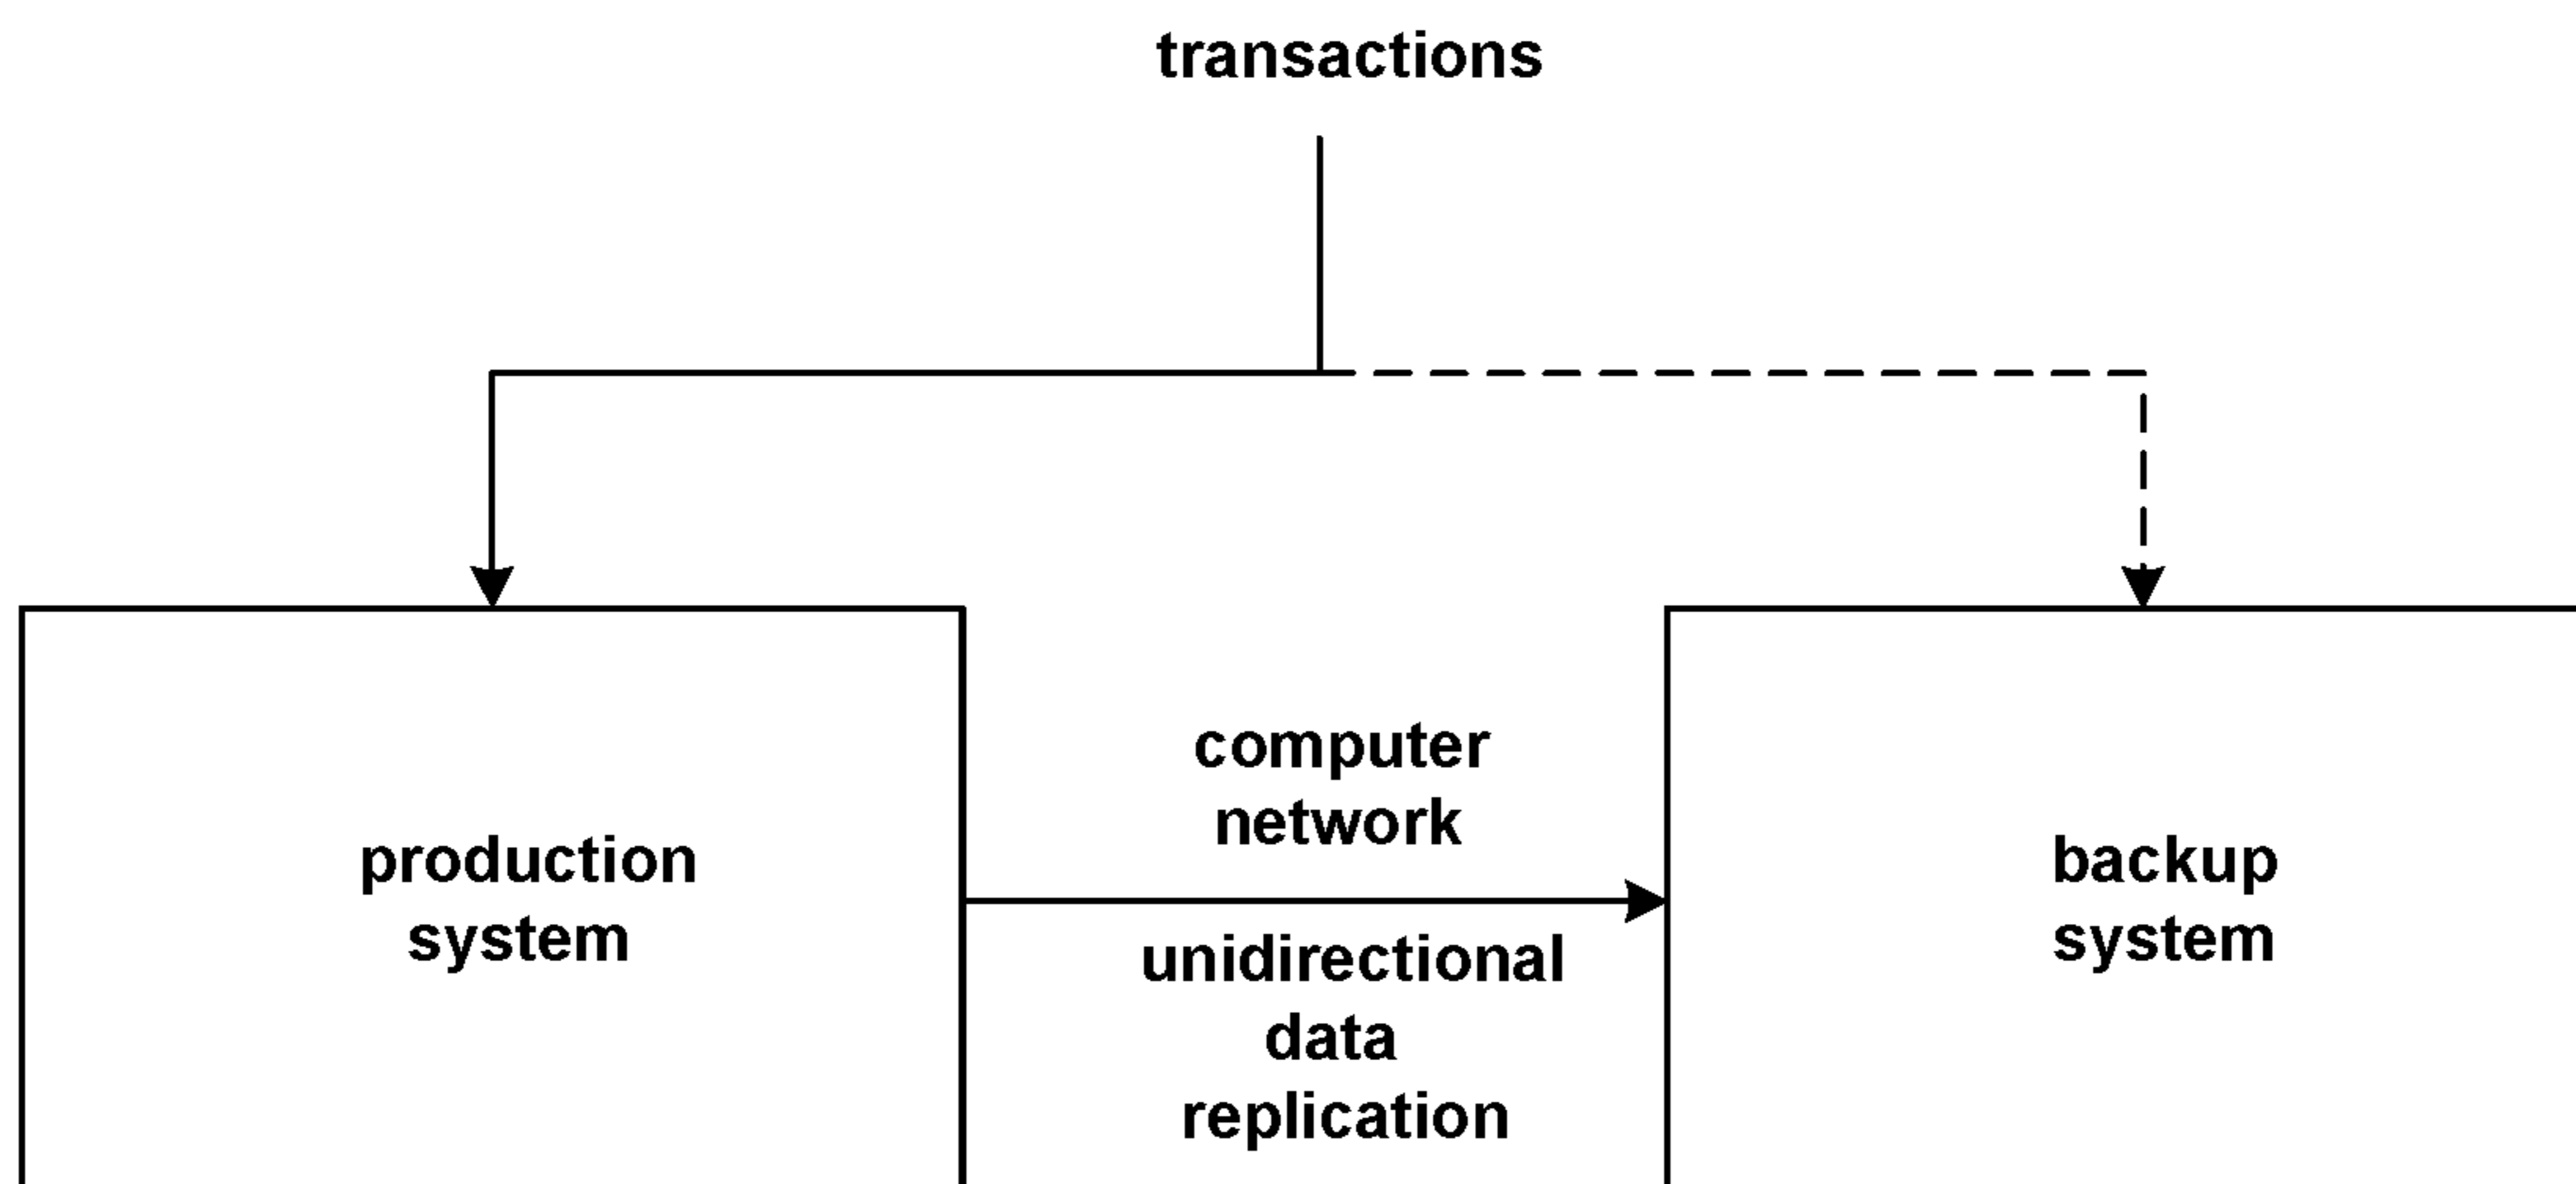 transactions
production
system
computer
network
unidirectional
data
replication
backup
system